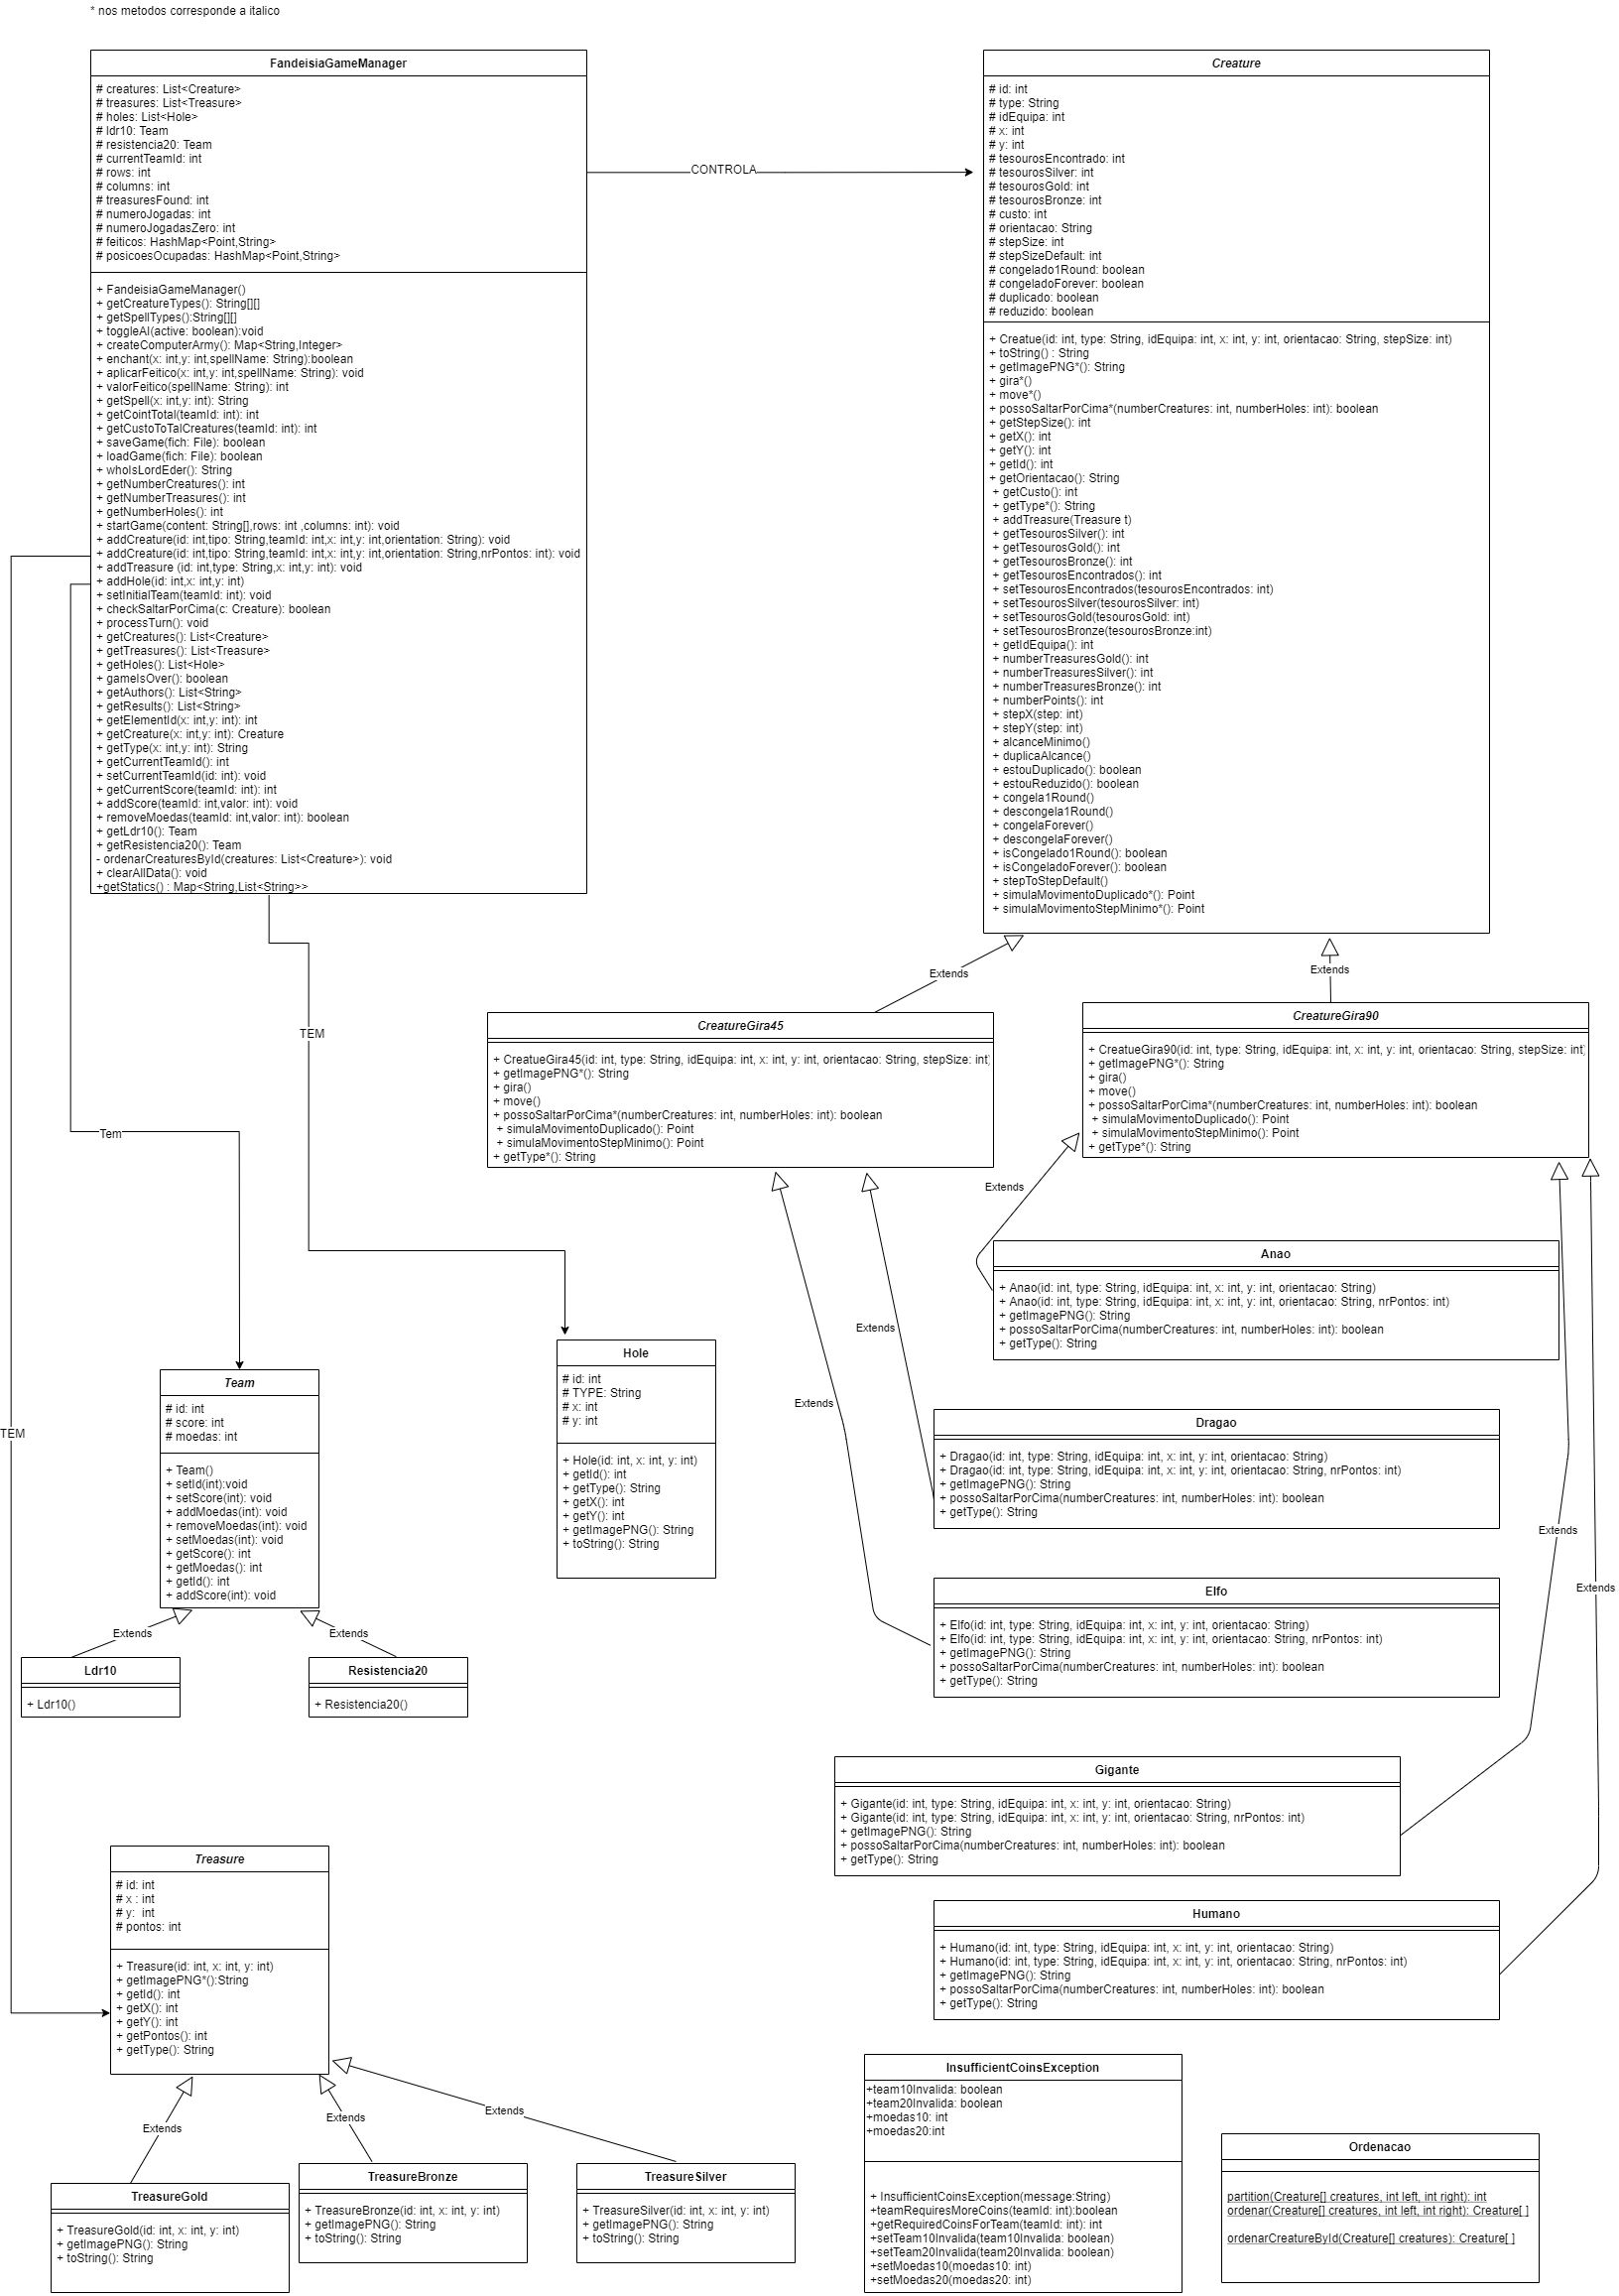 * nos metodos corresponde a italico
FandeisiaGameManager
# creatures: List<Creature>
# treasures: List<Treasure>
# holes: List<Hole>
# ldr10: Team
# resistencia20: Team
# currentTeamId: int
# rows: int
# columns: int
# treasuresFound: int
# numeroJogadas: int
# numeroJogadasZero: int
# feiticos: HashMap<Point,String>
# posicoesOcupadas: HashMap<Point,String>
+ FandeisiaGameManager()
+ getCreatureTypes(): String[][]
+ getSpellTypes():String[][]
+ toggleAI(active: boolean):void
+ createComputerArmy(): Map<String,Integer>
+ enchant(x: int,y: int,spellName: String):boolean
+ aplicarFeitico(x: int,y: int,spellName: String): void
+ valorFeitico(spellName: String): int
+ getSpell(x: int,y: int): String
+ getCointTotal(teamId: int): int
+ getCustoToTalCreatures(teamId: int): int
+ saveGame(fich: File): boolean
+ loadGame(fich: File): boolean
+ whoIsLordEder(): String
+ getNumberCreatures(): int
+ getNumberTreasures(): int
+ getNumberHoles(): int
+ startGame(content: String[],rows: int ,columns: int): void
+ addCreature(id: int,tipo: String,teamId: int,x: int,y: int,orientation: String): void
+ addCreature(id: int,tipo: String,teamId: int,x: int,y: int,orientation: String,nrPontos: int): void
+ addTreasure (id: int,type: String,x: int,y: int): void
+ addHole(id: int,x: int,y: int)
+ setInitialTeam(teamId: int): void
+ checkSaltarPorCima(c: Creature): boolean
+ processTurn(): void
+ getCreatures(): List<Creature>
+ getTreasures(): List<Treasure>
+ getHoles(): List<Hole>
+ gameIsOver(): boolean
+ getAuthors(): List<String>
+ getResults(): List<String>
+ getElementId(x: int,y: int): int
+ getCreature(x: int,y: int): Creature
+ getType(x: int,y: int): String
+ getCurrentTeamId(): int
+ setCurrentTeamId(id: int): void
+ getCurrentScore(teamId: int): int
+ addScore(teamId: int,valor: int): void
+ removeMoedas(teamId: int,valor: int): boolean
+ getLdr10(): Team
+ getResistencia20(): Team
- ordenarCreaturesById(creatures: List<Creature>): void
+ clearAllData(): void
+getStatics() : Map<String,List<String>>
CONTROLA
Creature
# id: int
# type: String
# idEquipa: int
# x: int
# y: int
# tesourosEncontrado: int
# tesourosSilver: int
# tesourosGold: int
# tesourosBronze: int
# custo: int
# orientacao: String
# stepSize: int
# stepSizeDefault: int
# congelado1Round: boolean
# congeladoForever: boolean
# duplicado: boolean
# reduzido: boolean
+ Creatue(id: int, type: String, idEquipa: int, x: int, y: int, orientacao: String, stepSize: int)
+ toString() : String
+ getImagePNG*(): String
+ gira*()
+ move*()
+ possoSaltarPorCima*(numberCreatures: int, numberHoles: int): boolean
+ getStepSize(): int
+ getX(): int
+ getY(): int
+ getId(): int
+ getOrientacao(): String
+ getCusto(): int
+ getType*(): String
+ addTreasure(Treasure t)
+ getTesourosSilver(): int
+ getTesourosGold(): int
+ getTesourosBronze(): int
+ getTesourosEncontrados(): int
+ setTesourosEncontrados(tesourosEncontrados: int)
+ setTesourosSilver(tesourosSilver: int)
+ setTesourosGold(tesourosGold: int)
+ setTesourosBronze(tesourosBronze:int)
+ getIdEquipa(): int
+ numberTreasuresGold(): int
+ numberTreasuresSilver(): int
+ numberTreasuresBronze(): int
+ numberPoints(): int
+ stepX(step: int)
+ stepY(step: int)
+ alcanceMinimo()
+ duplicaAlcance()
+ estouDuplicado(): boolean
+ estouReduzido(): boolean
+ congela1Round()
+ descongela1Round()
+ congelaForever()
+ descongelaForever()
+ isCongelado1Round(): boolean
+ isCongeladoForever(): boolean
+ stepToStepDefault()
+ simulaMovimentoDuplicado*(): Point
+ simulaMovimentoStepMinimo*(): Point
Extends
Extends
TEM
CreatureGira45
+ CreatueGira45(id: int, type: String, idEquipa: int, x: int, y: int, orientacao: String, stepSize: int)
+ getImagePNG*(): String
+ gira()
+ move()
+ possoSaltarPorCima*(numberCreatures: int, numberHoles: int): boolean
+ simulaMovimentoDuplicado(): Point
+ simulaMovimentoStepMinimo(): Point
+ getType*(): String
CreatureGira90
+ CreatueGira90(id: int, type: String, idEquipa: int, x: int, y: int, orientacao: String, stepSize: int)
+ getImagePNG*(): String
+ gira()
+ move()
+ possoSaltarPorCima*(numberCreatures: int, numberHoles: int): boolean
+ simulaMovimentoDuplicado(): Point
+ simulaMovimentoStepMinimo(): Point
+ getType*(): String
Tem
Extends
Anao
+ Anao(id: int, type: String, idEquipa: int, x: int, y: int, orientacao: String)
+ Anao(id: int, type: String, idEquipa: int, x: int, y: int, orientacao: String, nrPontos: int)
+ getImagePNG(): String
+ possoSaltarPorCima(numberCreatures: int, numberHoles: int): boolean
+ getType(): String
Extends
Extends
Hole
# id: int
# TYPE: String
# x: int
# y: int
+ Hole(id: int, x: int, y: int)
+ getId(): int
+ getType(): String
+ getX(): int
+ getY(): int
+ getImagePNG(): String
+ toString(): String
Team
# id: int
# score: int
# moedas: int
+ Team()
+ setId(int):void
+ setScore(int): void
+ addMoedas(int): void
+ removeMoedas(int): void
+ setMoedas(int): void
+ getScore(): int
+ getMoedas(): int
+ getId(): int
+ addScore(int): void
TEM
Dragao
+ Dragao(id: int, type: String, idEquipa: int, x: int, y: int, orientacao: String)
+ Dragao(id: int, type: String, idEquipa: int, x: int, y: int, orientacao: String, nrPontos: int)
+ getImagePNG(): String
+ possoSaltarPorCima(numberCreatures: int, numberHoles: int): boolean
+ getType(): String
Extends
Extends
Elfo
+ Elfo(id: int, type: String, idEquipa: int, x: int, y: int, orientacao: String)
+ Elfo(id: int, type: String, idEquipa: int, x: int, y: int, orientacao: String, nrPontos: int)
+ getImagePNG(): String
+ possoSaltarPorCima(numberCreatures: int, numberHoles: int): boolean
+ getType(): String
Extends
Extends
Ldr10
+ Ldr10()
Resistencia20
+ Resistencia20()
Gigante
+ Gigante(id: int, type: String, idEquipa: int, x: int, y: int, orientacao: String)
+ Gigante(id: int, type: String, idEquipa: int, x: int, y: int, orientacao: String, nrPontos: int)
+ getImagePNG(): String
+ possoSaltarPorCima(numberCreatures: int, numberHoles: int): boolean
+ getType(): String
Treasure
# id: int
# x : int
# y: int
# pontos: int
+ Treasure(id: int, x: int, y: int)
+ getImagePNG*():String
+ getId(): int
+ getX(): int
+ getY(): int
+ getPontos(): int
+ getType(): String
Humano
+ Humano(id: int, type: String, idEquipa: int, x: int, y: int, orientacao: String)
+ Humano(id: int, type: String, idEquipa: int, x: int, y: int, orientacao: String, nrPontos: int)
+ getImagePNG(): String
+ possoSaltarPorCima(numberCreatures: int, numberHoles: int): boolean
+ getType(): String
Extends
Extends
Extends
TreasureGold
+ TreasureGold(id: int, x: int, y: int)
+ getImagePNG(): String
+ toString(): String
TreasureBronze
+ TreasureBronze(id: int, x: int, y: int)
+ getImagePNG(): String
+ toString(): String
TreasureSilver
+ TreasureSilver(id: int, x: int, y: int)
+ getImagePNG(): String
+ toString(): String
InsufficientCoinsException
+team10Invalida: boolean
+team20Invalida: boolean
+moedas10: int
+moedas20:int
+ InsufficientCoinsException(message:String)
+teamRequiresMoreCoins(teamId: int):boolean
+getRequiredCoinsForTeam(teamId: int): int
+setTeam10Invalida(team10Invalida: boolean)
+setTeam20Invalida(team20Invalida: boolean)
+setMoedas10(moedas10: int)
+setMoedas20(moedas20: int)
Ordenacao
partition(Creature[] creatures, int left, int right): int
ordenar(Creature[] creatures, int left, int right): Creature[ ]
ordenarCreatureById(Creature[] creatures): Creature[ ]